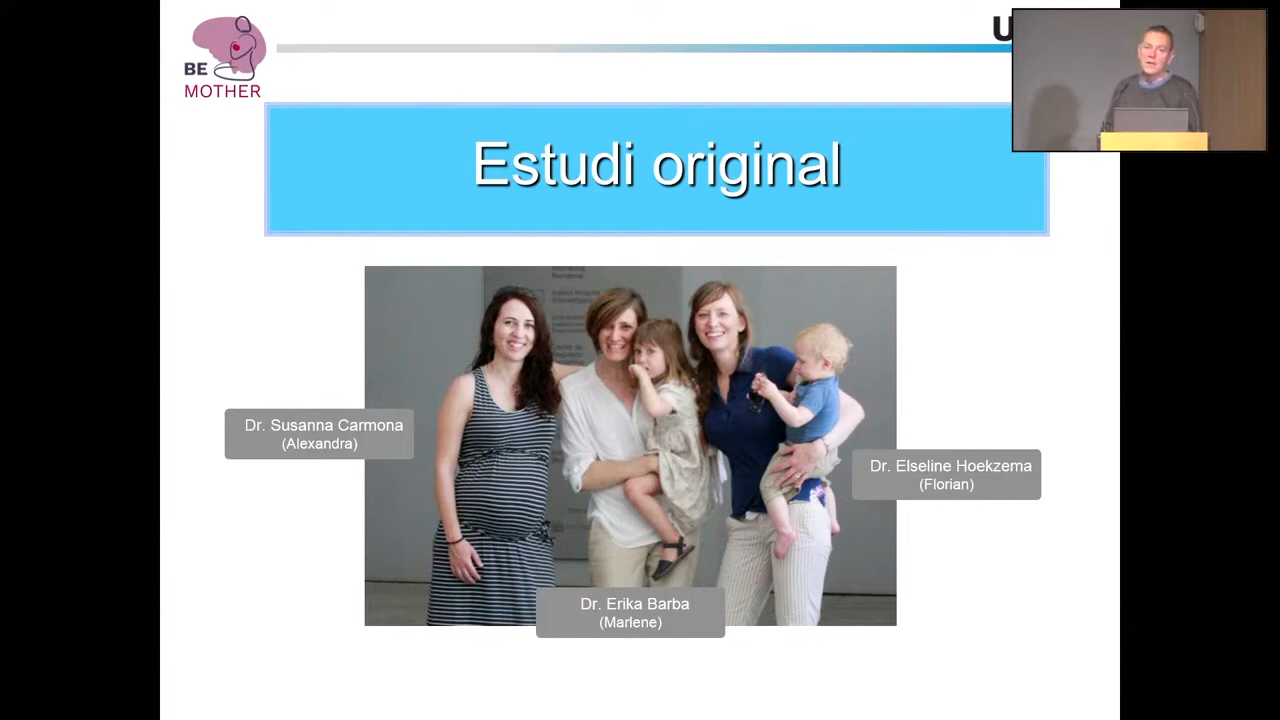 BE
MOTHER
U
Estudi original
Dr. Susanna Carmona
(Alexandra)
Dr. Elseline Hoekzema
(Florian)
Dr. Erika Barba
(Marlene)